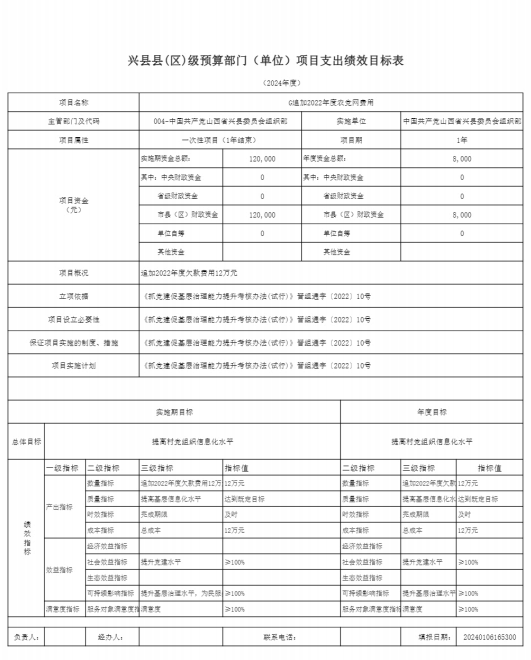 兴县县(区)级预算部门（单位）项目支出绩效目标表
（2024年度）
项目名称 G追加2022年度农党网费用
主管部门及代码 004-中国共产党山西省兴县委员会组织部 实施单位 中国共产党山西省兴县委员会组织部
项目属性 一次性项目（1年结束） 项目期 1年
项目资金（元） 实施期资金总额： 120,000 年度资金总额： 8,000
其中：中央财政资金 0 其中：中央财政资金 0
省级财政资金 0 省级财政资金 0
市县（区）财政资金 120,000 市县（区）财政资金 8,000
单位自筹 0 单位自筹 0
其他资金 其他资金
项目概况 追加2022年度欠款费用12万元
立项依据 《抓党建促基层治理能力提升考核办法(试行)》晋组通字〔2022〕10号
项目设立必要性 《抓党建促基层治理能力提升考核办法(试行)》晋组通字〔2022〕10号
保证项目实施的制度、措施 《抓党建促基层治理能力提升考核办法(试行)》晋组通字〔2022〕10号
项目实施计划 《抓党建促基层治理能力提升考核办法(试行)》晋组通字〔2022〕10号
实施期目标 年度目标
总体目标 提高村党组织信息化水平 提高村党组织信息化水平
绩效指标 一级指标 二级指标 三级指标 指标值 二级指标 三级指标 指标值
产出指标 数量指标 追加2022年度欠款费用12万 12万元 数量指标 追加2022年度欠款 12万元
质量指标 提高基层信息化水平 达到既定目标 质量指标 提高基层信息化水 达到既定目标
时效指标 完成期限 及时 时效指标 完成期限 及时
成本指标 总成本 12万元 成本指标 总成本 12万元
效益指标 经济效益指标 经济效益指标
社会效益指标 提升党建水平 ≥100% 社会效益指标 提升党建水平 ≥100%
生态效益指标 生态效益指标
可持续影响指标 提升基层治理水平，为民服 ≥100% 可持续影响指标 提升基层治理水平 ≥100%
满意度指标 服务对象满意度指 满意度 ≥100% 服务对象满意度指 满意度 ≥100%
负责人： 经办人： 联系电话： 填报日期： 20240106165300